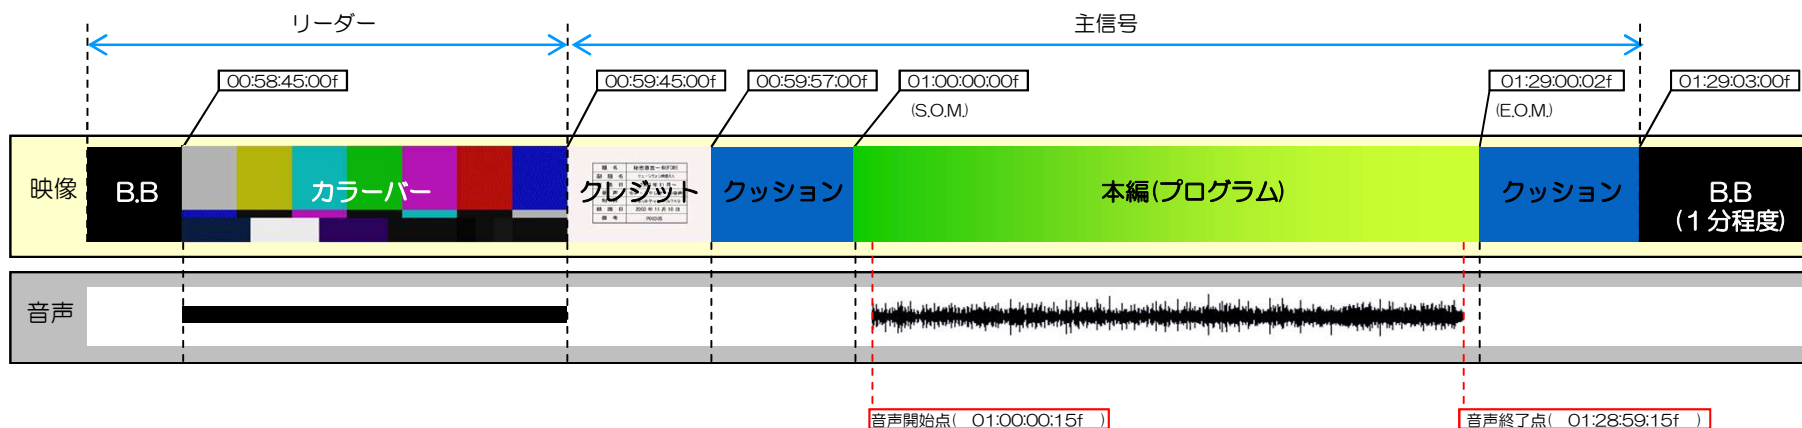 リーダー
主信号
00:58:45:00f
00:59:45:00f
00:59:57:00f
01:00:00:00f
01:29:00:02f
01:29:03:00f
(S.O.M.)
(E.O.M.)
映像
B.B
カラーバー
クレジット
クッション
本編(プログラム)
クッション
B.B
(１分程度)
音声
音声開始点( 01:00:00:15f )
音声終了点( 01:28:59:15f )